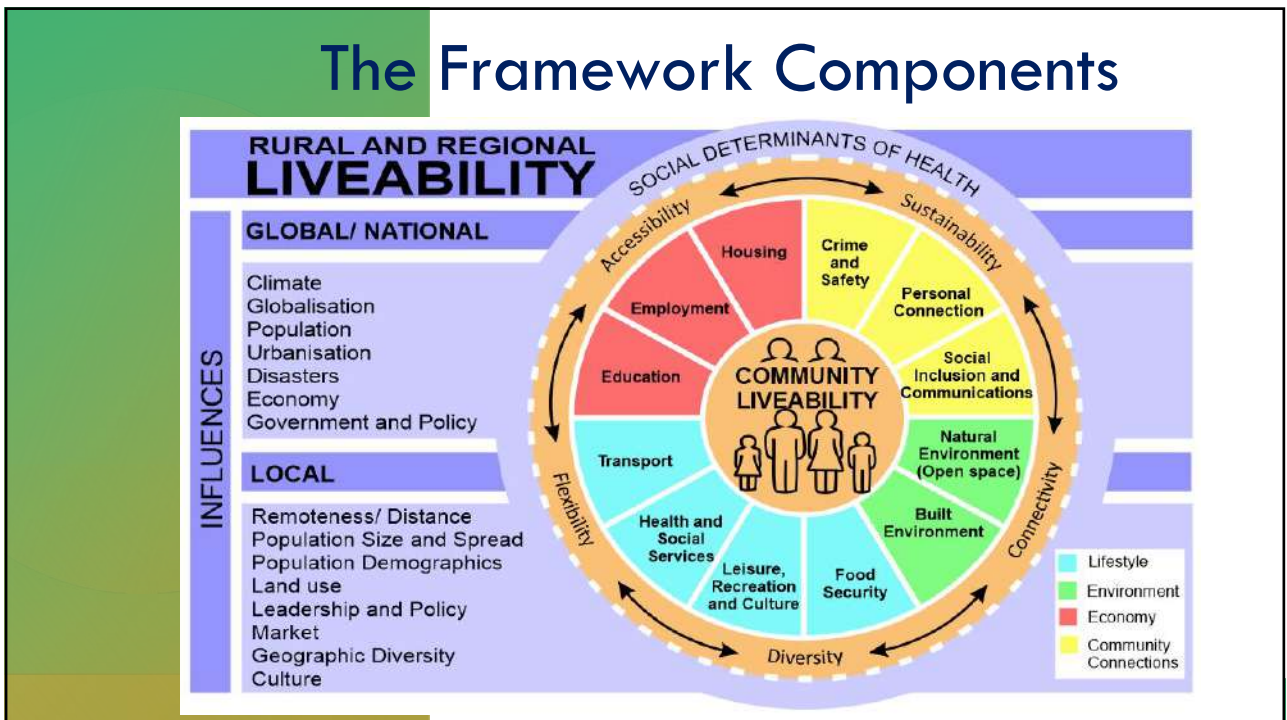 The Framework Components
RURAL AND REGIONAL
LIVEABILITY
INFLUENCES
GLOBAL/ NATIONAL
Climate
Globalisation
Population
Urbanisation
Disasters
Economy
Government and Policy
LOCAL
Remoteness/ Distance
Population Size and Spread
Population Demographics
Land use
Leadership and Policy
Market
Geographic Diversity
Culture
SOCIAL DETERMINANTS OF HEALTH
Accessibility
Sustainability
Connectivity
Diversity
Flexibility
Housing
Crime
and
Safety
Personal
Connection
Social
Inclusion and
Communications
Natural
Environment
(Open space)
Built
Environment
Food
Security
Leisure,
Recreation
and Culture
Health and
Social
Services
Transport
Education
Employment
COMMUNITY
LIVEABILITY
Lifestyle
Environment
Economy
Community
Connections